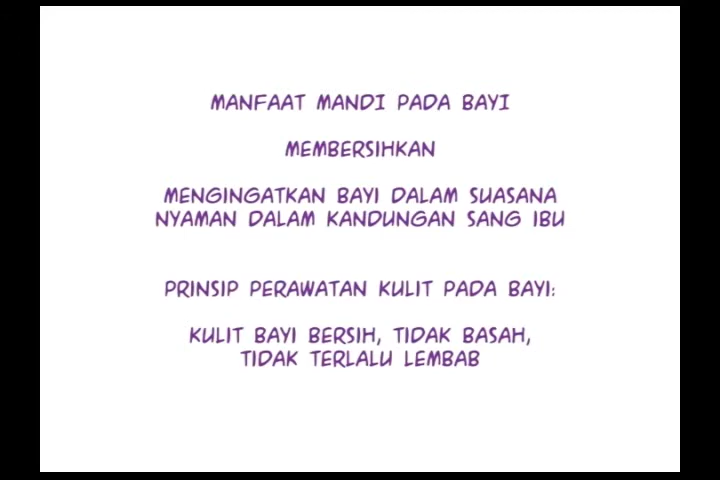 MANFAAT MANDI PADA BAYI
MEMBERSIHKAN
MENGINGATKAN BAYI DALAM SUASANA
NYAMAN DALAM KANDUNGAN SANG IBU
PRINSIP PERAWATAN KULIT PADA BAYI:
KULIT BAYI BERSIH, TIDAK BASAH,
TIDAK TERLALU LEMBAB